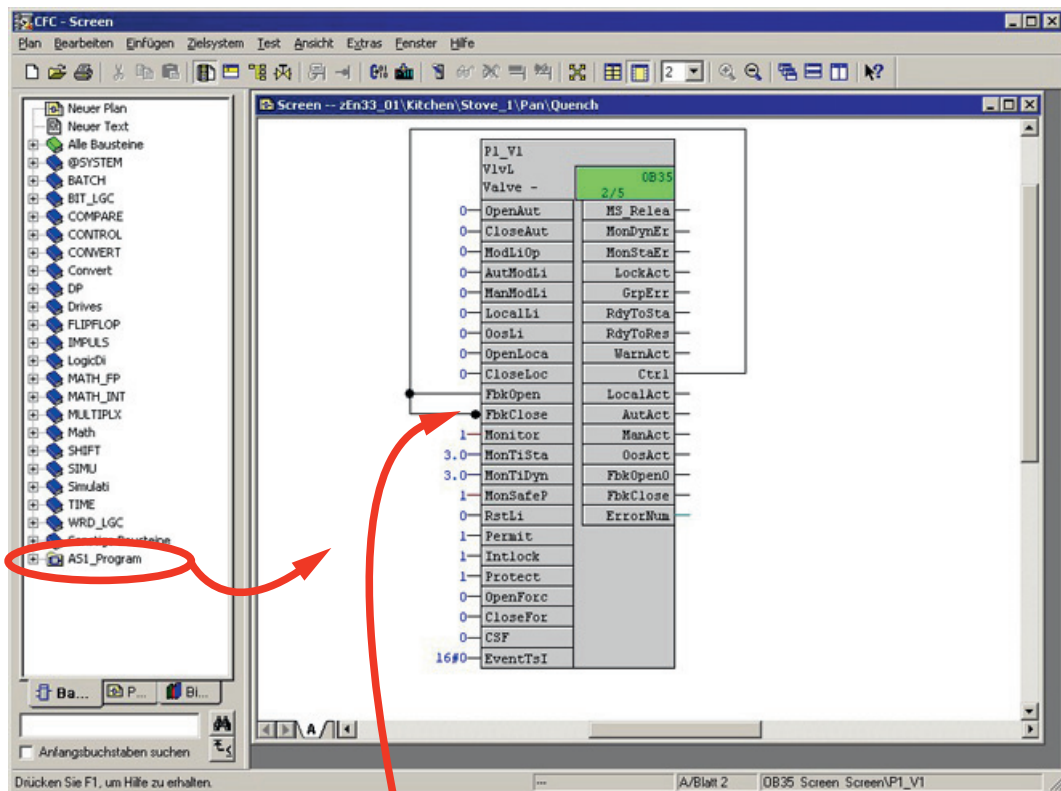 CFC - Screen
Plan Bearbeiten Einfügen Zielsystem Test Ansicht Extras Fenster Hilfe
2
Neuer Plan
Neuer Text
Alle Bausteine
@SYSTEM
BATCH
BIT_LGC
COMPARE
CONTROL
CONVERT
Convert
DP
Drives
FLIPFLOP
IMPULS
LogicDi
MATH_FP
MATH_INT
MULTIPLX
Math
SHIFT
SIMU
Simulati
TIME
WRD_LGC
Sonstige Bausteine
AS1_Program
Ba... P... Bi...
Anfangsbuchstaben suchen
Screen -- zEn33_01\Kitchen\Stove_1\Pan\Quench
P1_V1
VlvL
Valve -
OB35
2/5
0 OpenAut MS_Relea
0 CloseAut MonDynEr
0 ModLiOp MonStaEr
0 AutModLi LockAct
0 ManModLi GrpErr
0 LocalLi RdyToSta
0 OosLi RdyToRes
0 OpenLoca WarnAct
0 CloseLoc Ctrl
FbkOpen LocalAct
FbkClose AutAct
1 Monitor ManAct
3.0 MonTiSta OosAct
3.0 MonTiDyn FbkOpenO
1 MonSafeP FbkClose
0 RstLi ErrorNum
1 Permit
1 Intlock
1 Protect
0 OpenForc
0 CloseFor
0 CSF
16#0 EventTsI
A
Drücken Sie F1, um Hilfe zu erhalten. --- A/Blatt 2 OB35 Screen Screen\P1_V1